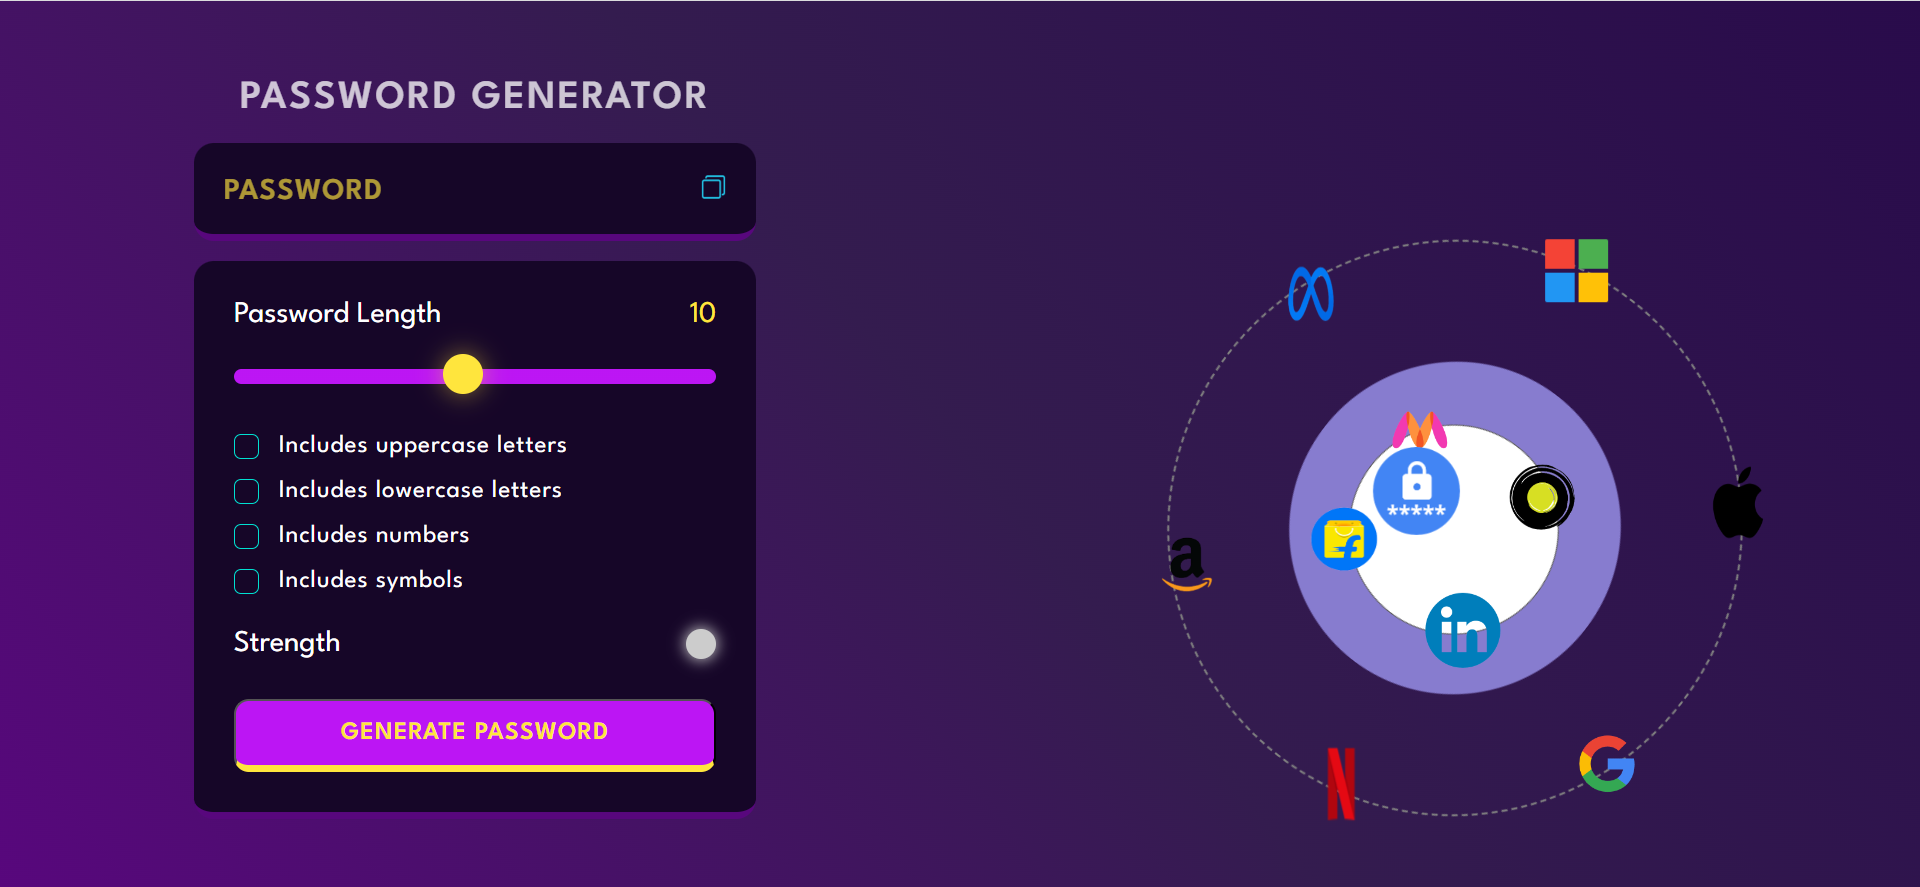 PASSWORD GENERATOR
PASSWORD
Password Length 10
Includes uppercase letters
Includes lowercase letters
Includes numbers
Includes symbols
Strength
GENERATE PASSWORD
*****
a
f
in
N
G